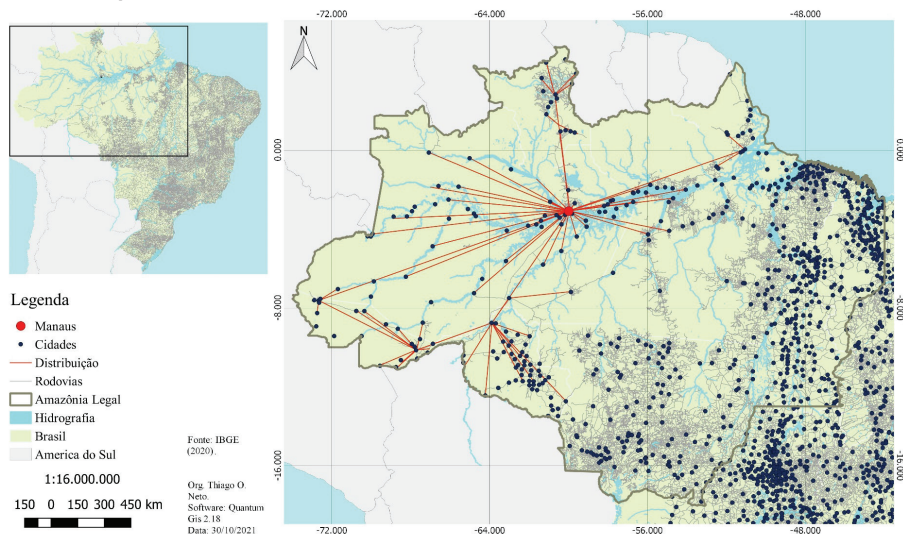 -72.000 -64.000 -56.000 -48.000
N
0.000 0.000
-8.000 -8.000
-16.000 -16.000
-72.000 -64.000 -56.000 -48.000
Legenda
Manaus
Cidades
Distribuição
Rodovias
Amazônia Legal
Hidrografia
Brasil
America do Sul
1:16.000.000
150 0 150 300 450 km
Fonte: IBGE
(2020).
Org. Thiago O.
Neto.
Software: Quantum
Gis 2.18
Data: 30/10/2021